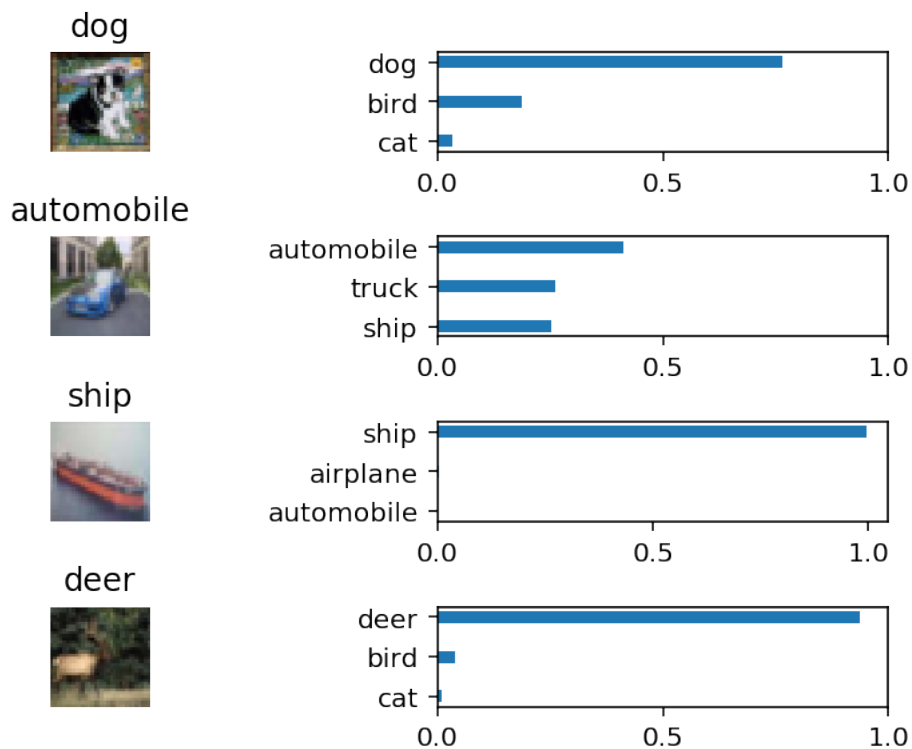 dog
dog
bird
cat
0.0 0.5 1.0
automobile
automobile
truck
ship
0.0 0.5 1.0
ship
ship
airplane
automobile
0.0 0.5 1.0
deer
deer
bird
cat
0.0 0.5 1.0